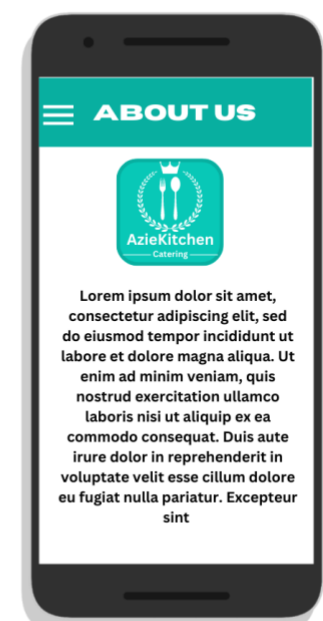 ABOUT US
AzieKitchen
Catering
Lorem ipsum dolor sit amet,
consectetur adipiscing elit, sed
do eiusmod tempor incididunt ut
labore et dolore magna aliqua. Ut
enim ad minim veniam, quis
nostrud exercitation ullamco
laboris nisi ut aliquip ex ea
commodo consequat. Duis aute
irure dolor in reprehenderit in
voluptate velit esse cillum dolore
eu fugiat nulla pariatur. Excepteur
sint